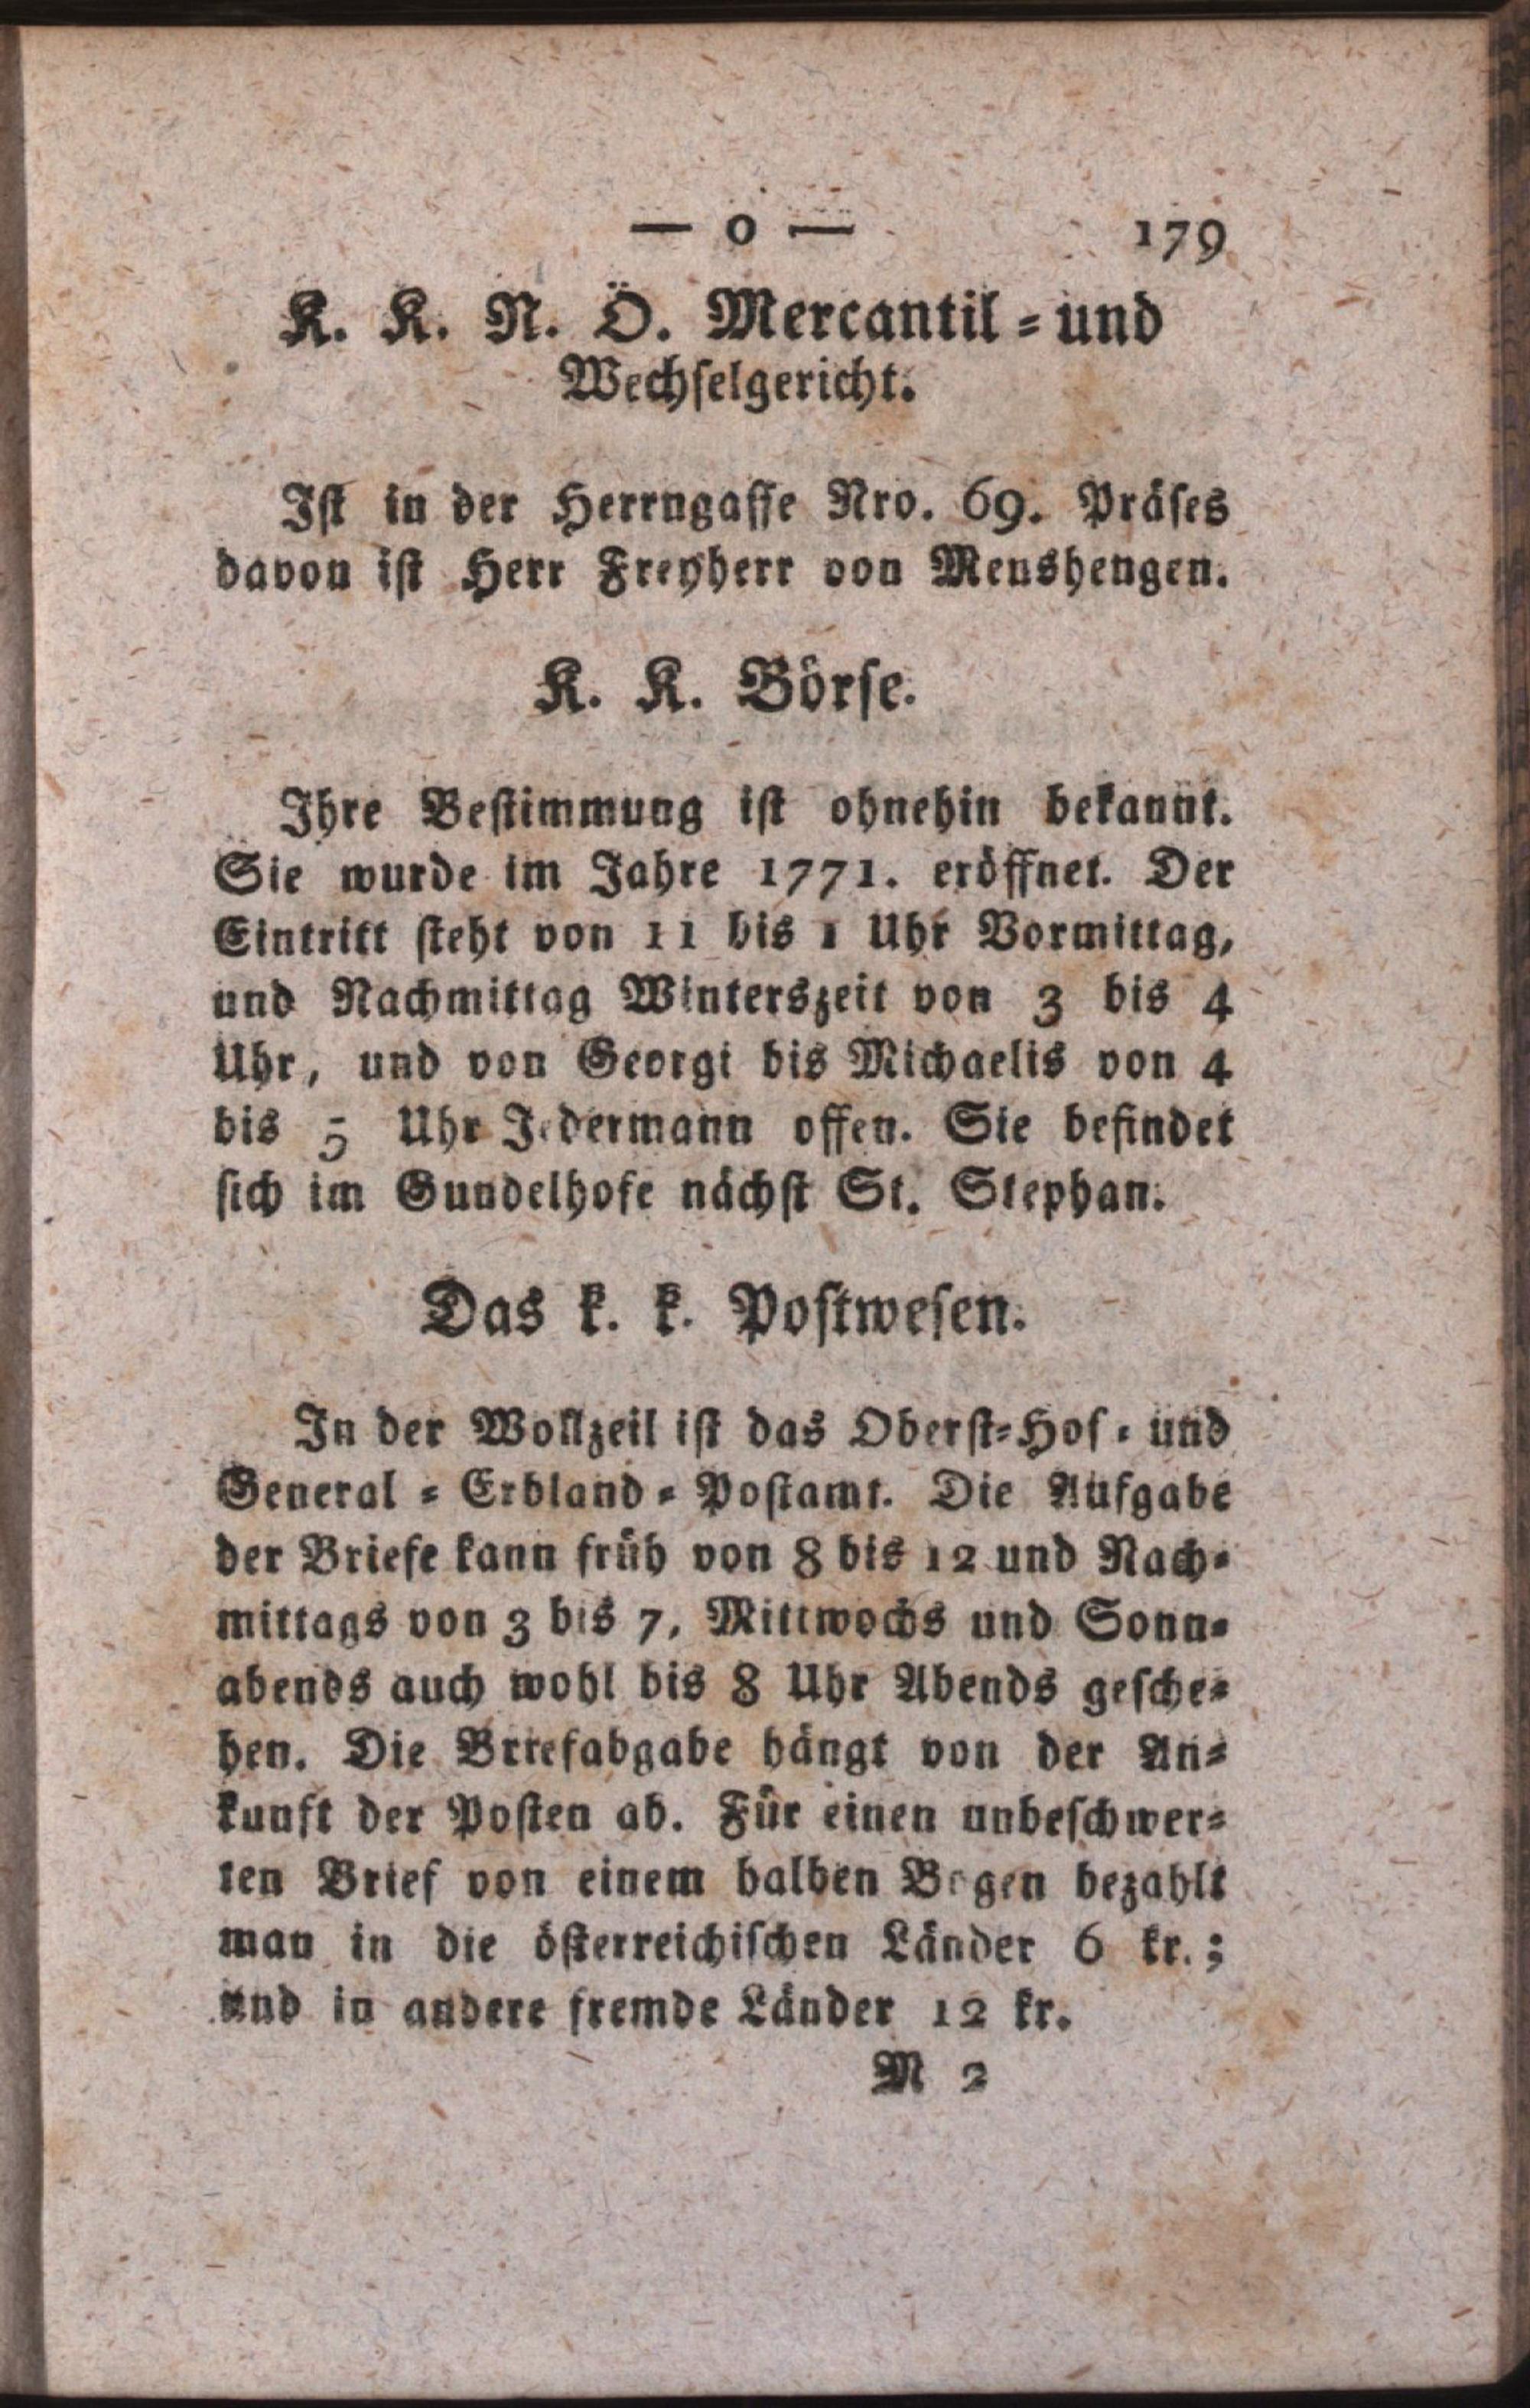 — o — 179
K. K. N. Ö. Mercantil = und
Wechſelgericht.
Iſt in der Herrngaſſe Nro. 69. Präſes
davon iſt Herr Freyherr von Menshengen.
K. K. Börſe.
Ihre Beſtimmung iſt ohnehin bekannt.
Sie wurde im Jahre 1771. eröffnet. Der
Eintritt ſteht von 11 bis 1 Uhr Vormittag,
und Nachmittag Winterszeit von 3 bis 4
Uhr, und von Georgi bis Michaelis von 4
bis 5 Uhr Jedermann offen. Sie befindet
ſich im Gundelhofe nächſt St. Stephan.
Das k. k. Poſtweſen.
In der Wollzeil iſt das Oberſt=Hof= und
General = Erbland = Poſtamt. Die Aufgabe
der Briefe kann früh von 8 bis 12 und Nach=
mittags von 3 bis 7, Mittwochs und Sonn=
abends auch wohl bis 8 Uhr Abends geſche=
hen. Die Briefabgabe hängt von der An=
kunft der Poſten ab. Für einen unbeſchwer=
ten Brief von einem halben Bogen bezahlt
man in die öſterreichiſchen Länder 6 kr.;
und in andere fremde Länder 12 kr.
M 2